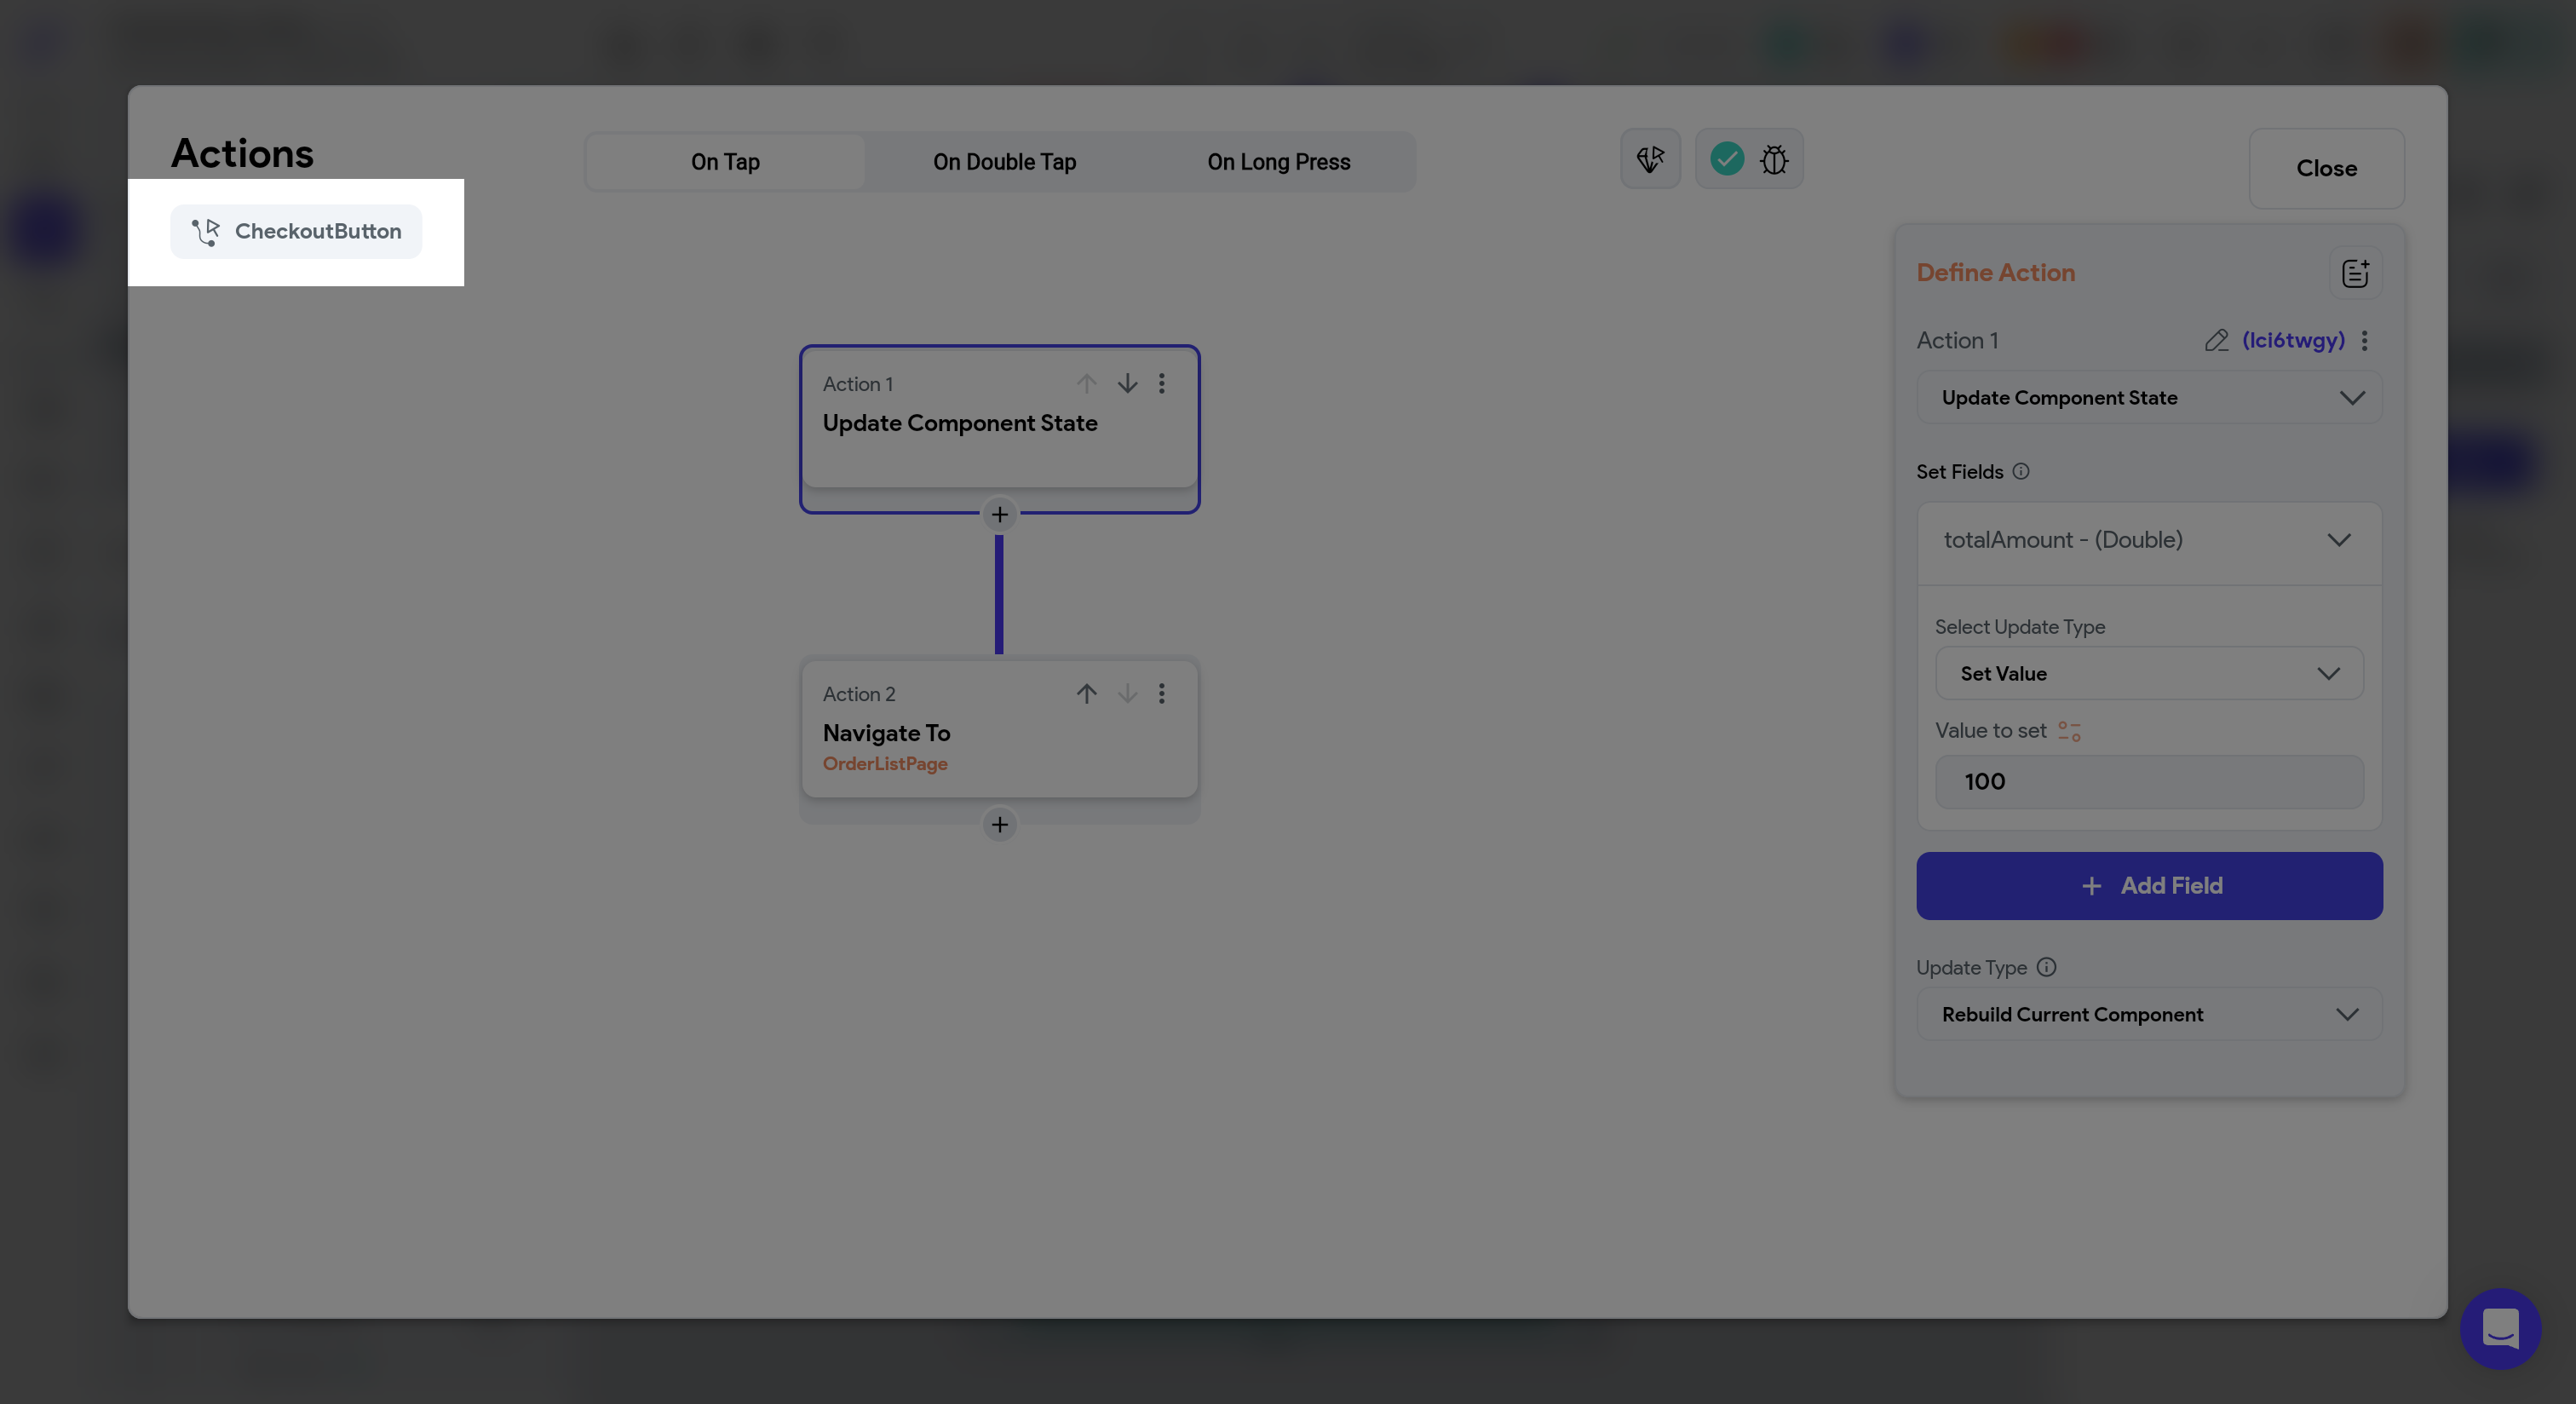 Actions
On Tap
On Double Tap
On Long Press
Close
CheckoutButton
Action 1
Update Component State
Action 2
Navigate To
OrderListPage
Define Action
Action 1
(lci6twgy)
Update Component State
Set Fields
totalAmount - (Double)
Select Update Type
Set Value
Value to set
100
+ Add Field
Update Type
Rebuild Current Component